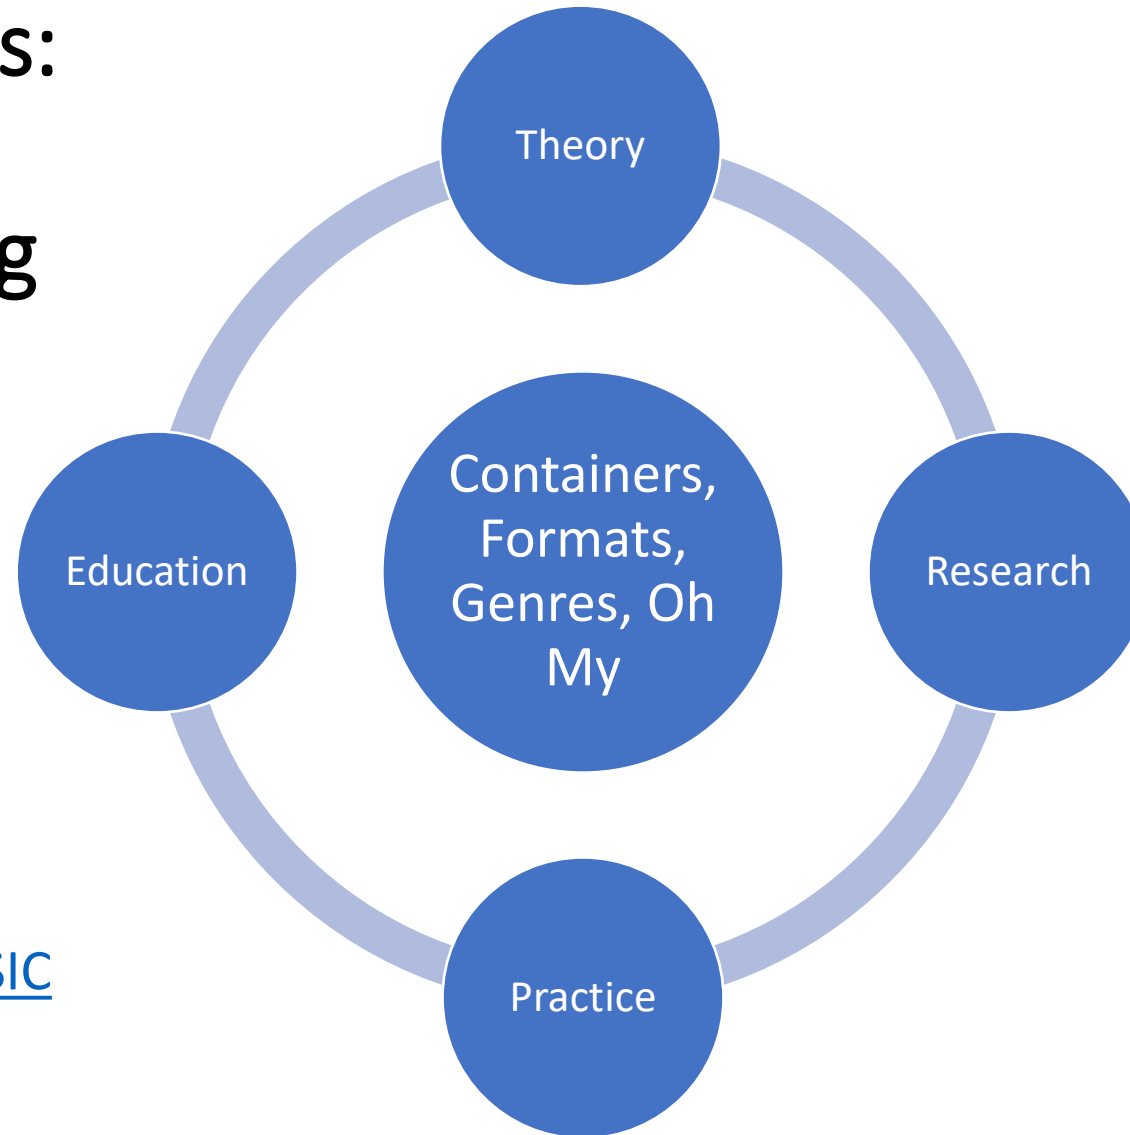 s:
g
Theory
Containers,
Formats,
Genres, Oh
My
Education
Research
Practice
SIC